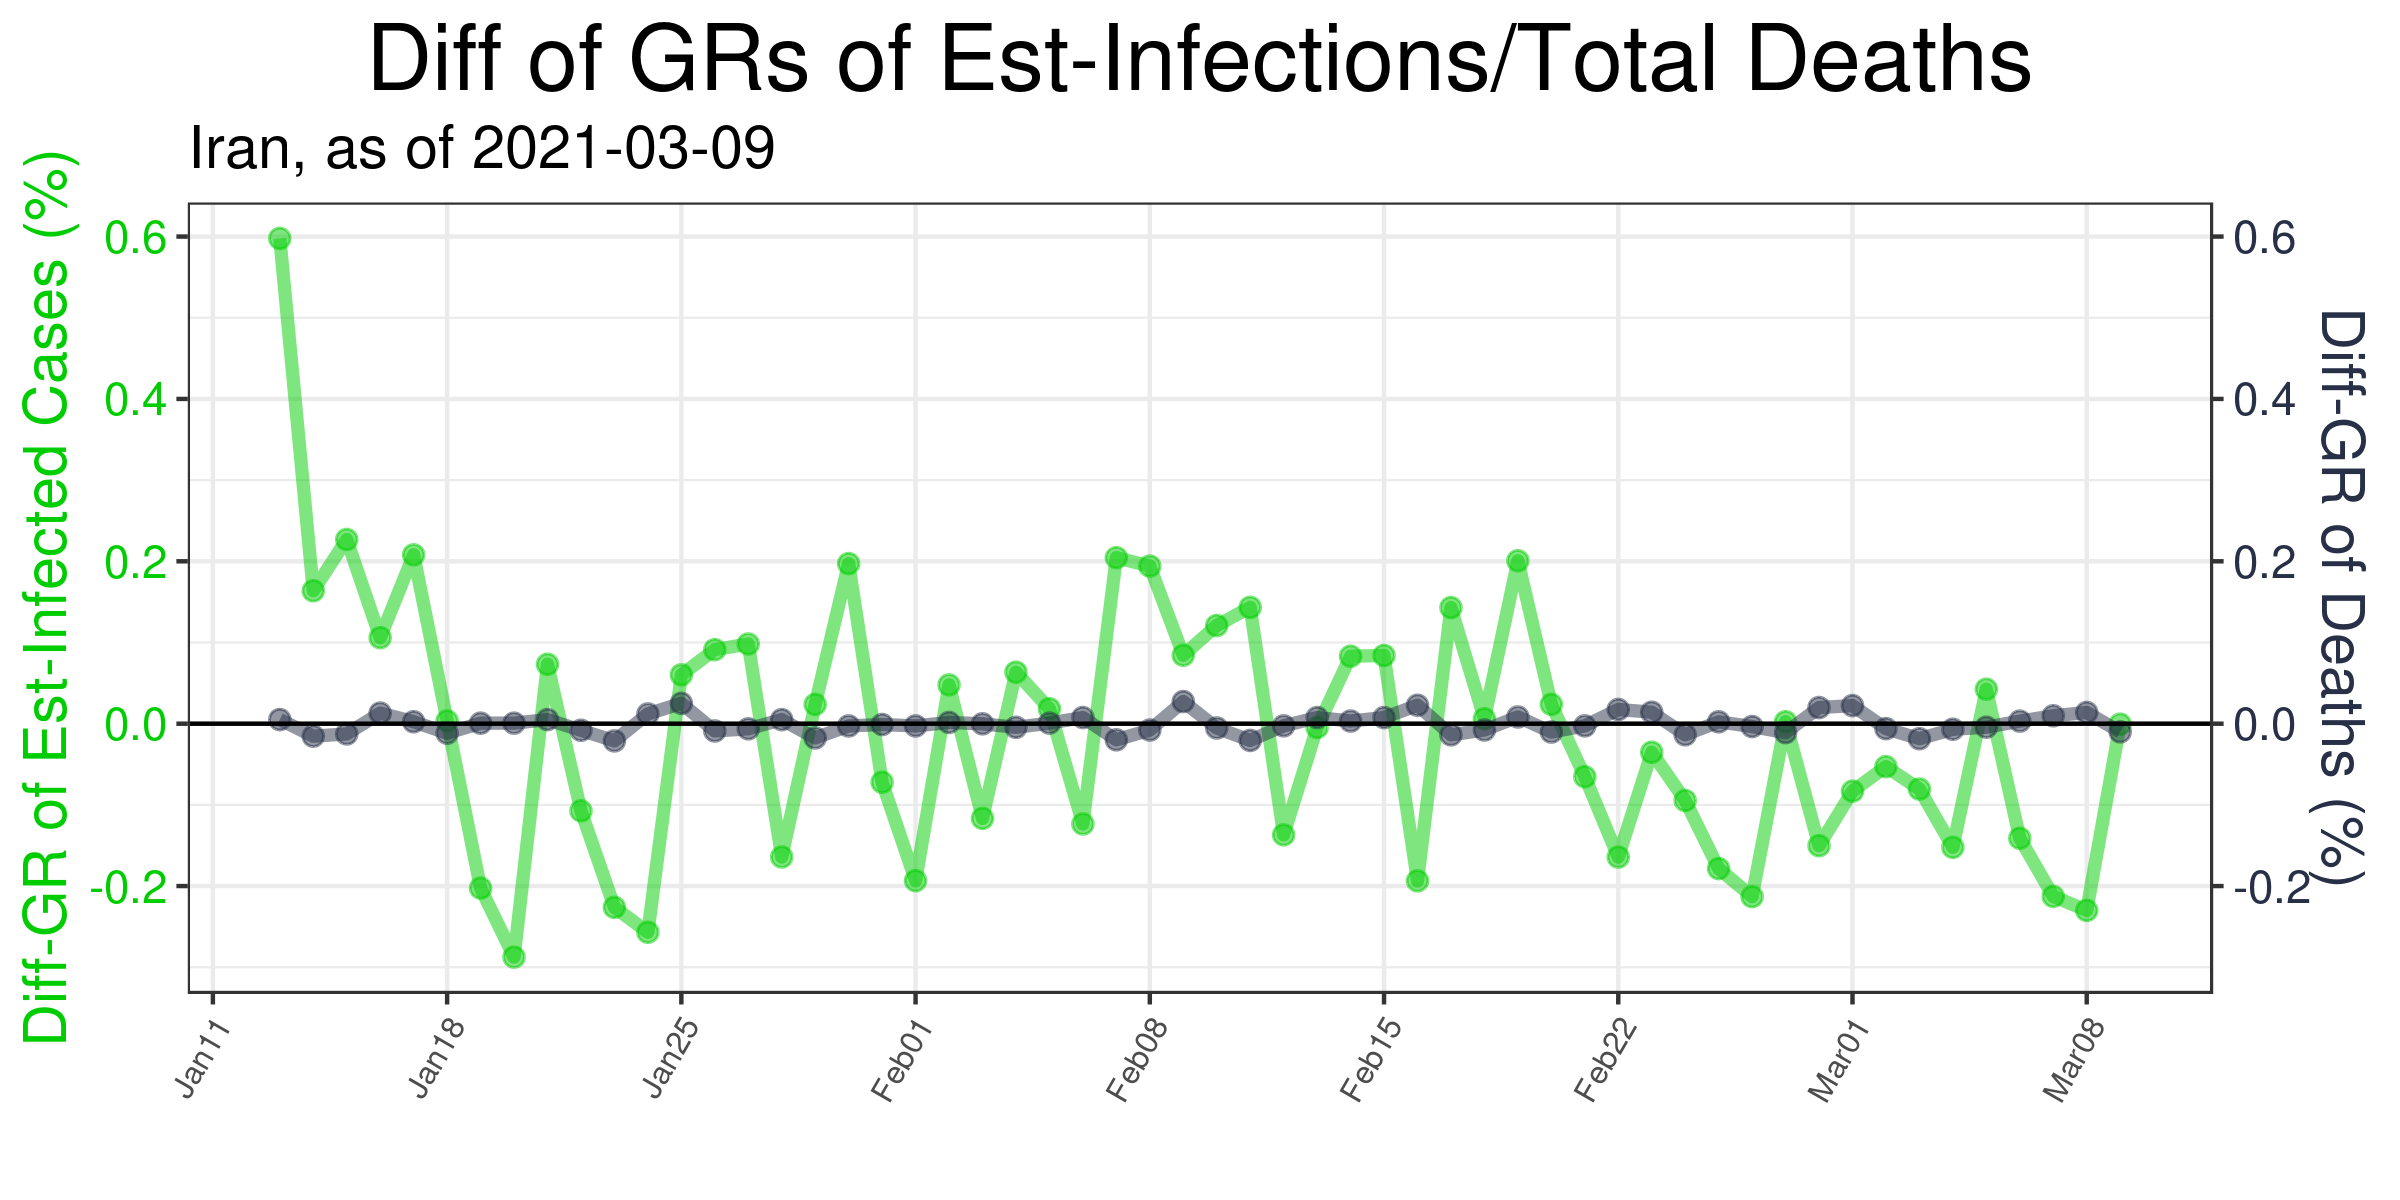 Diff of GRs of Est-Infections/Total Deaths
Iran, as of 2021-03-09
Diff-GR of Est-Infected Cases (%)
0.6
0.4
0.2
0.0
-0.2
0.6
0.4
0.2
0.0
-0.2
Diff-GR of Deaths (%)
Jan11
Jan18
Jan25
Feb01
Feb08
Feb15
Feb22
Mar01
Mar08